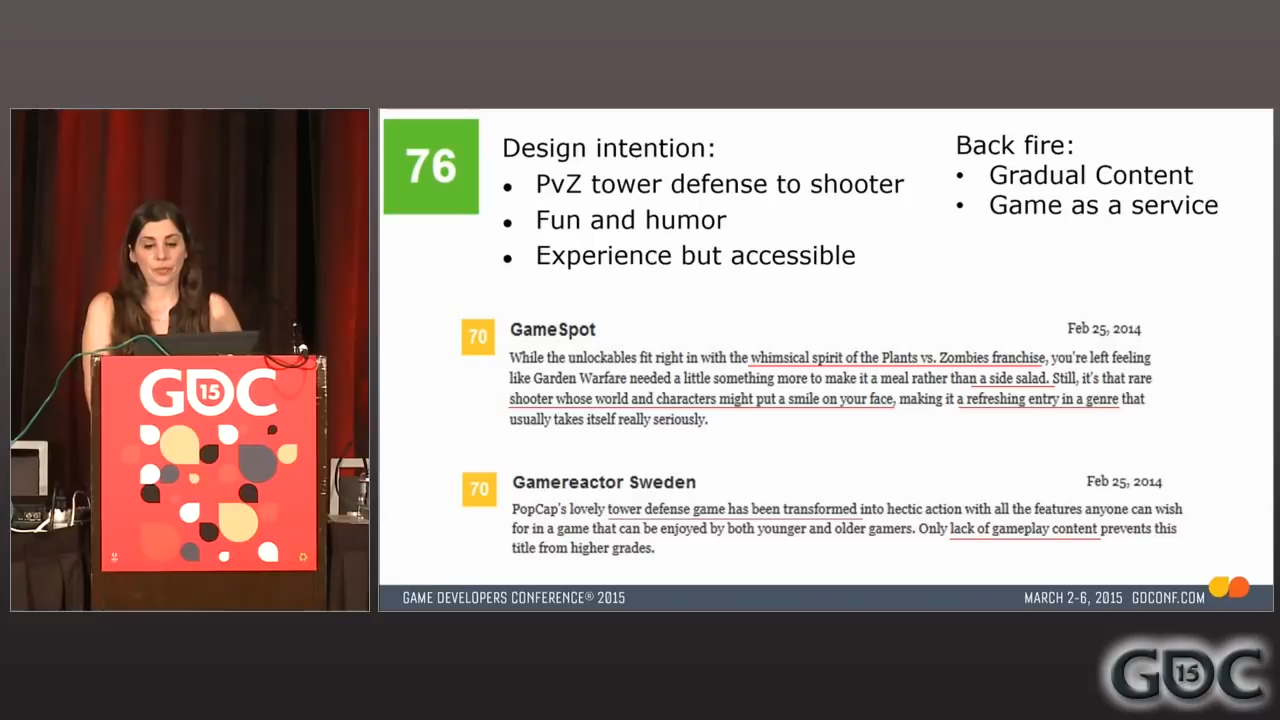 76
Design intention:
• PvZ tower defense to shooter
• Fun and humor
• Experience but accessible
Back fire:
• Gradual Content
• Game as a service
70
GameSpot
Feb 25, 2014
While the unlockables fit right in with the whimsical spirit of the Plants vs. Zombies franchise, you're left feeling
like Garden Warfare needed a little something more to make it a meal rather than a side salad. Still, it's that rare
shooter whose world and characters might put a smile on your face, making it a refreshing entry in a genre that
usually takes itself really seriously.
70
Gamereactor Sweden
Feb 25, 2014
PopCap's lovely tower defense game has been transformed into hectic action with all the features anyone can wish
for in a game that can be enjoyed by both younger and older gamers. Only lack of gameplay content prevents this
title from higher grades.
GAME DEVELOPERS CONFERENCE® 2015
MARCH 2-6, 2015 GDCONF.COM
GDC
15
GDC
15